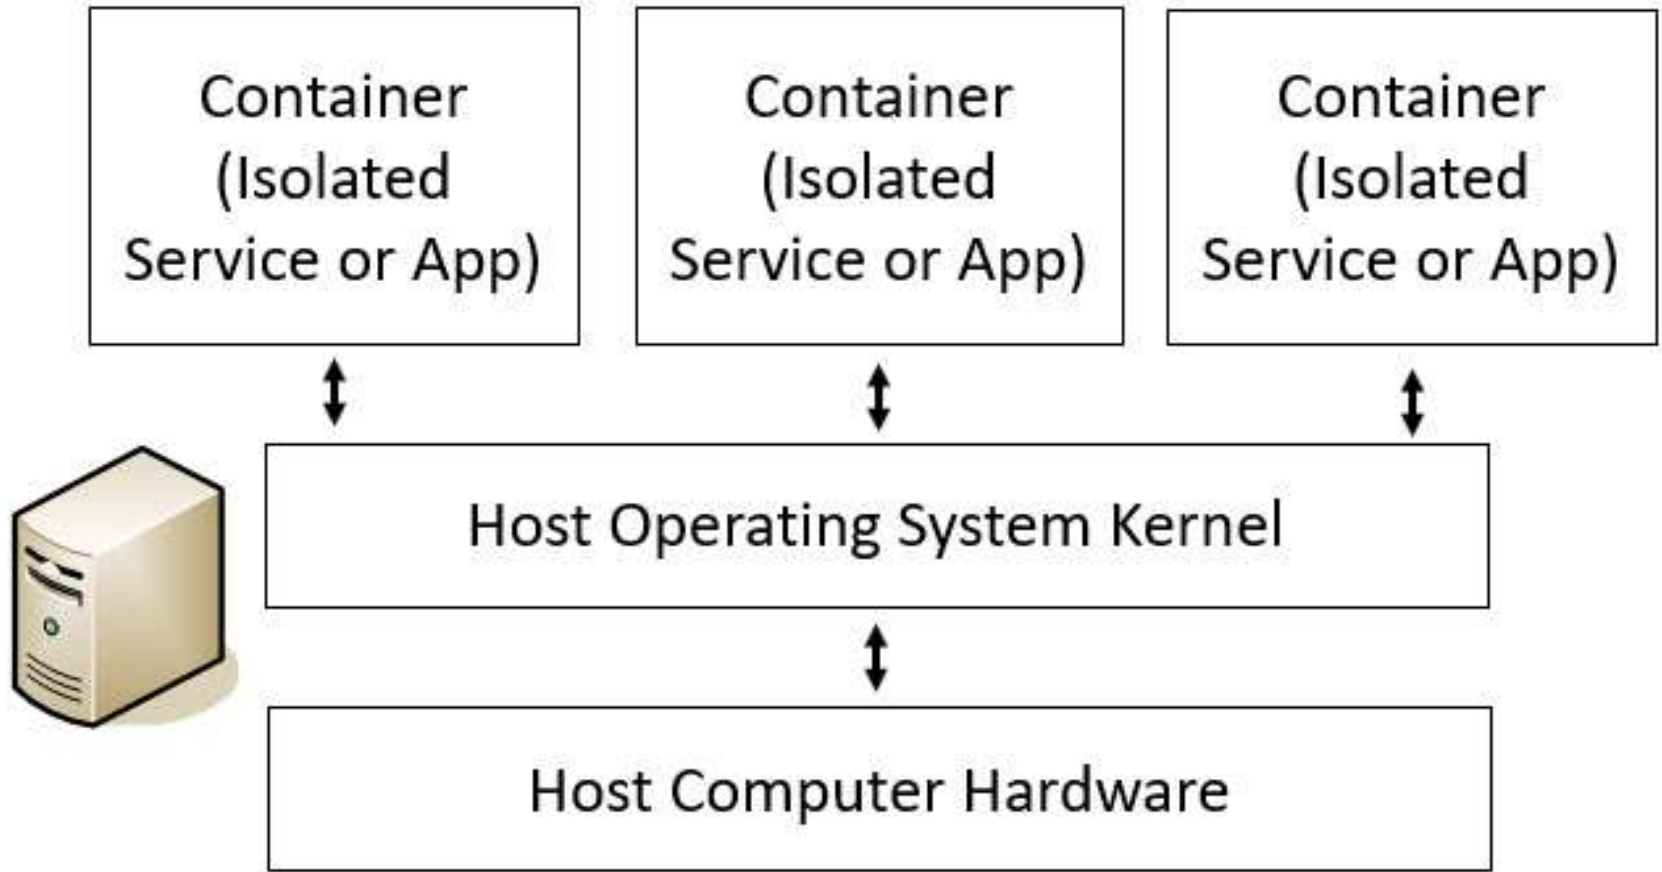 Container
(Isolated
Service or App)
Container
(Isolated
Service or App)
Container
(Isolated
Service or App)
Host Operating System Kernel
Host Computer Hardware